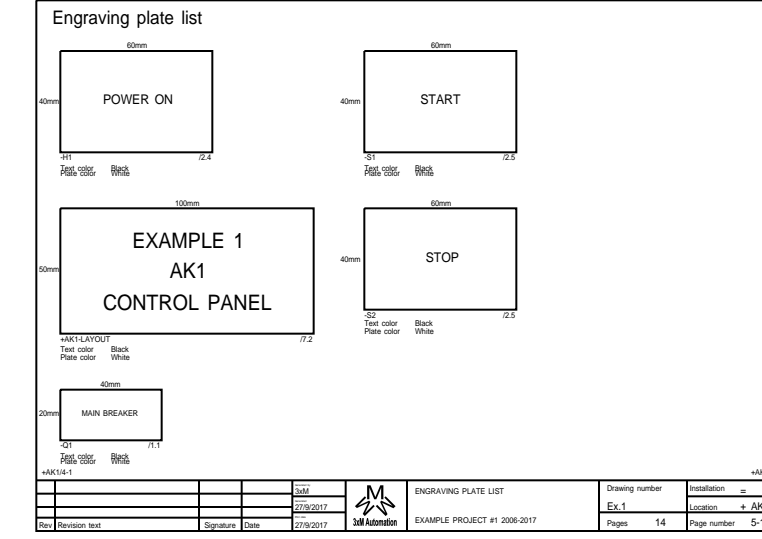 Engraving plate list
60mm
40mm
POWER ON
-H1 /2.4
Text color Black
Plate color White
60mm
40mm
START
-S1 /2.5
Text color Black
Plate color White
100mm
50mm
EXAMPLE 1
AK1
CONTROL PANEL
+AK1-LAYOUT /7.2
Text color Black
Plate color White
60mm
40mm
STOP
-S2 /2.5
Text color Black
Plate color White
40mm
20mm
MAIN BREAKER
-Q1 /1.1
Text color Black
Plate color White
+AK1/4-1
+AK
3xM
27/9/2017
Rev Revision text Signature Date 27/9/2017
M
3xM Automation
ENGRAVING PLATE LIST
EXAMPLE PROJECT #1 2006-2017
Drawing number
Ex.1
Pages 14
Installation =
Location + AK
Page number 5-1